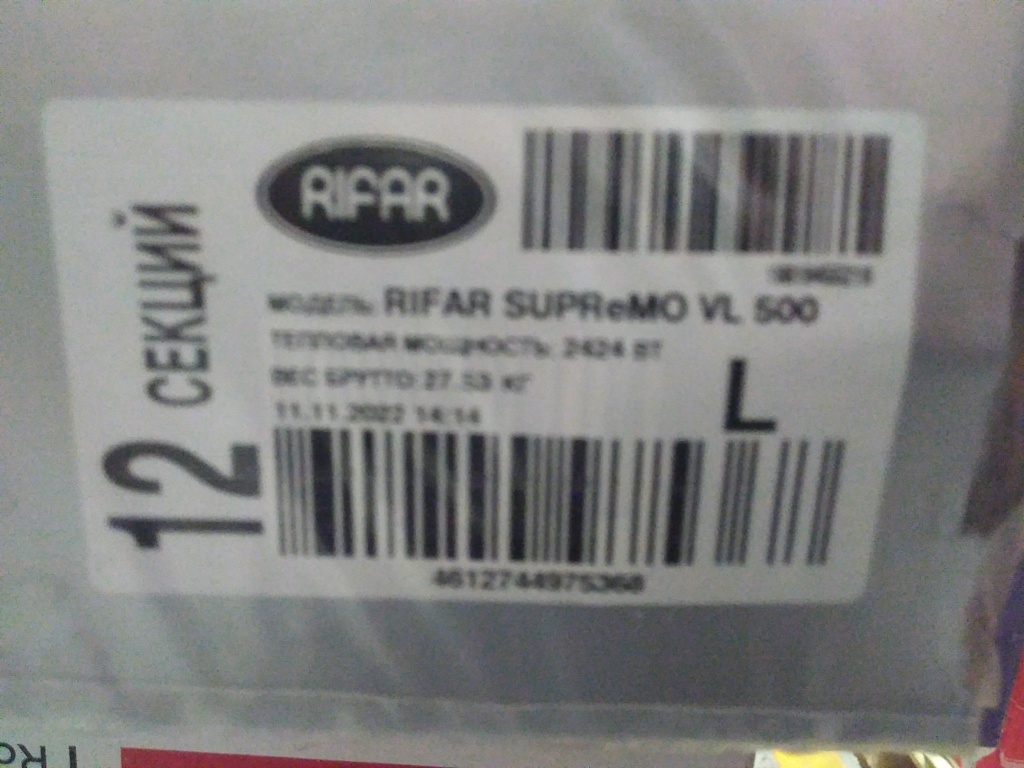 RIFAR
12 СЕКЦИЙ
МОДЕЛЬ: RIFAR SUPReMO VL 500
ТЕПЛОВАЯ МОЩНОСТЬ: 2424 ВТ
ВЕС БРУТТО: 27.53 КГ
11.11.2022 14:14
L
4612744975368